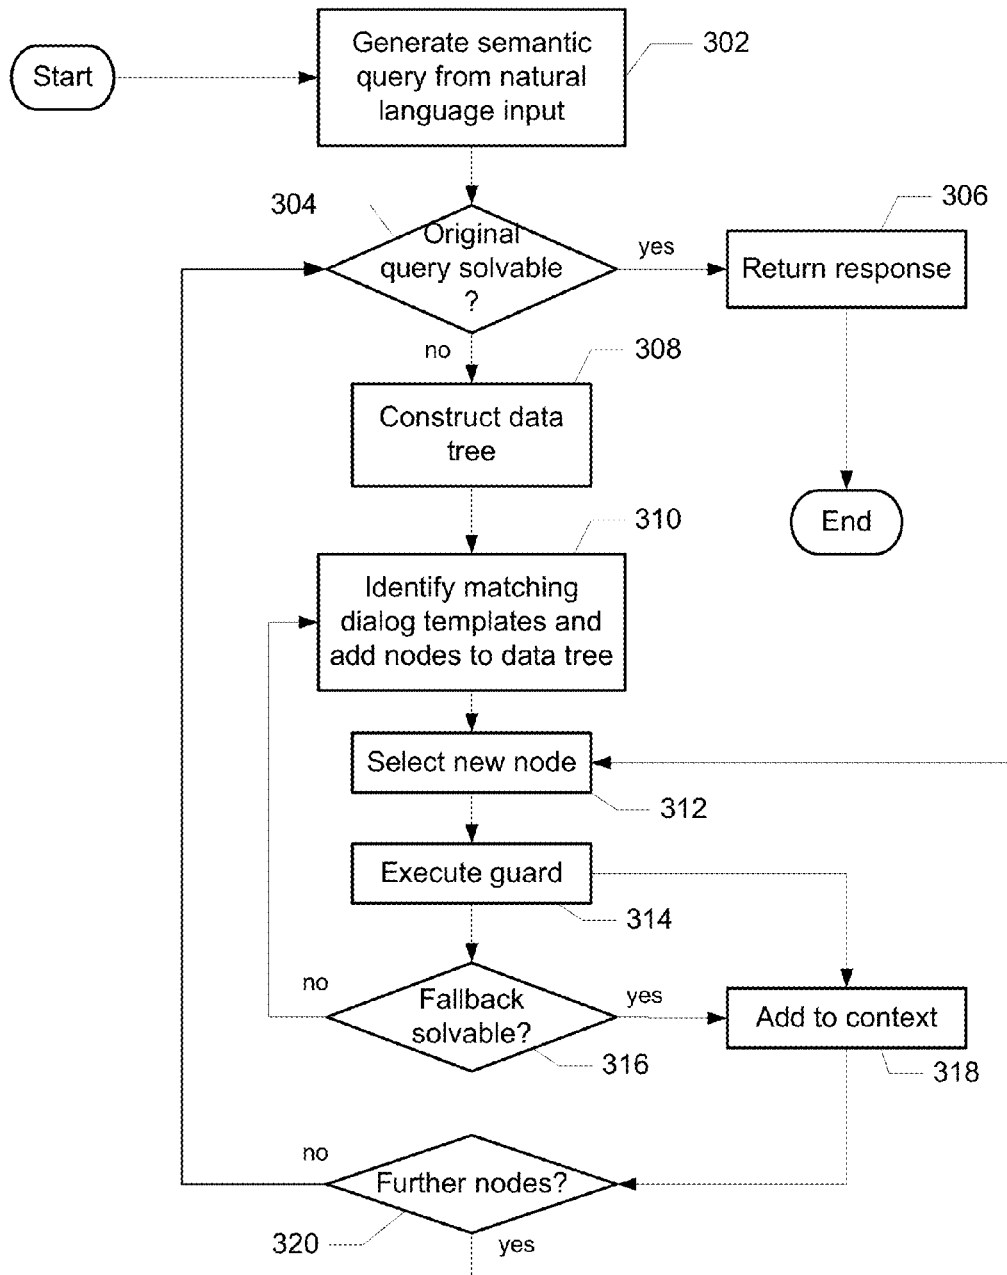 Start
Generate semantic
query from natural
language input
302
304
Original
query solvable
?
yes
306
Return response
no
308
Construct data
tree
End
310
Identify matching
dialog templates and
add nodes to data tree
Select new node
312
Execute guard
314
no
Fallback
solvable?
yes
316
Add to context
318
no
Further nodes?
320
yes